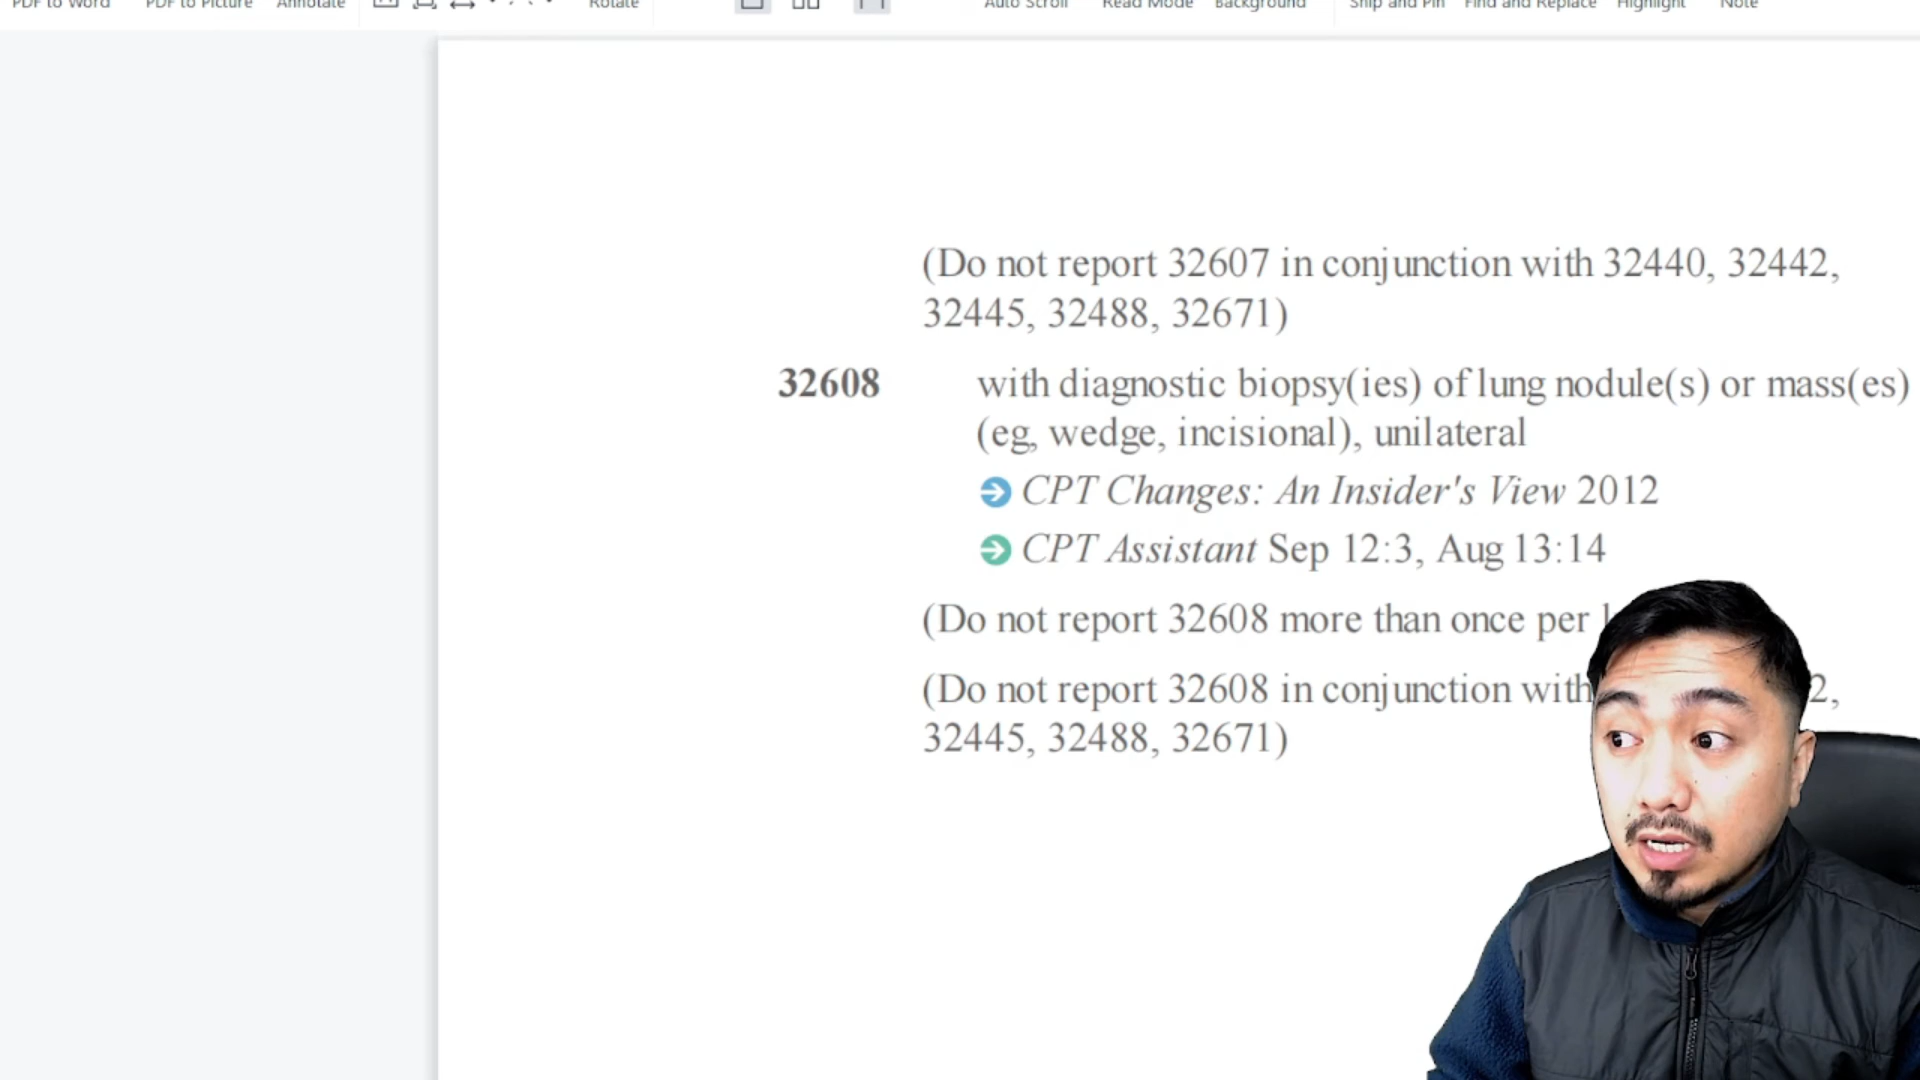 PDF to Word PDF to Picture Annotate Rotate Auto Scroll Read Mode Background Snip and Pin Find and Replace Highlight Note
(Do not report 32607 in conjunction with 32440, 32442,
32445, 32488, 32671)
32608 with diagnostic biopsy(ies) of lung nodule(s) or mass(es)
(eg, wedge, incisional), unilateral
CPT Changes: An Insider's View 2012
CPT Assistant Sep 12:3, Aug 13:14
(Do not report 32608 more than once per
(Do not report 32608 in conjunction with 2,
32445, 32488, 32671)